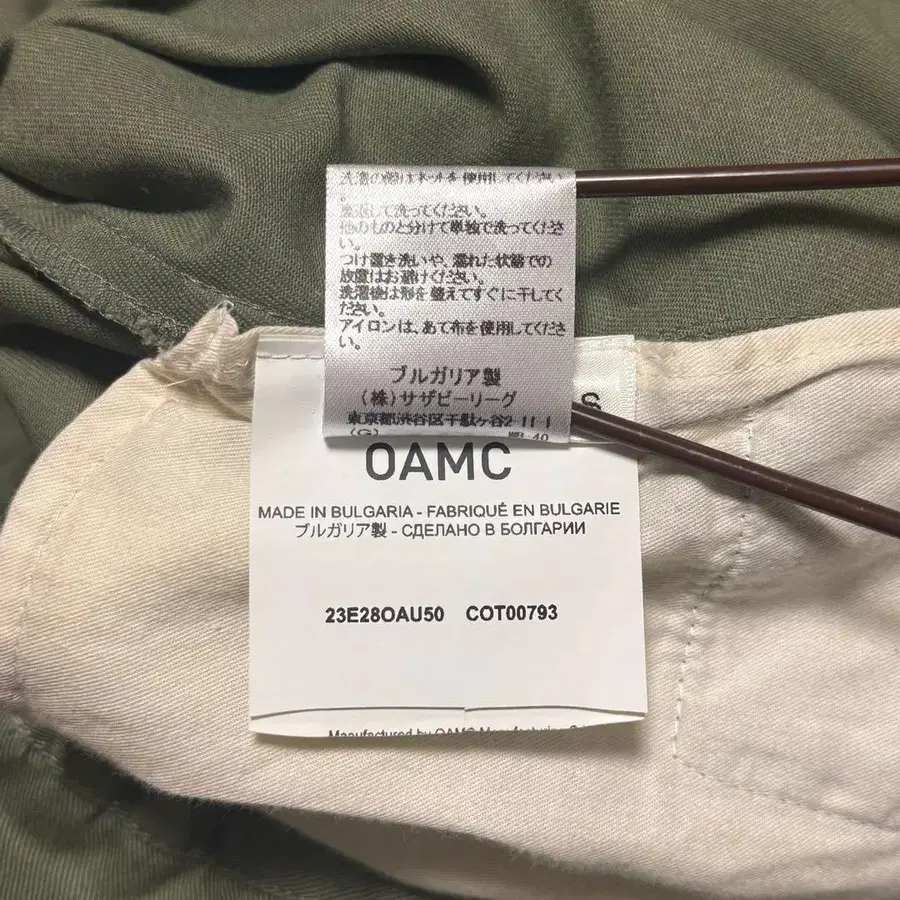 洗濯の際はネットを使用してください
。
裏返して洗ってください。
他のものと分けて単独で洗ってくださ
い。
つけ置き洗いや、濡れた状態での
放置はお避けください。
洗濯後は形を整えてすぐに干してく
ださい。
アイロンは、あて布を使用してくださ
い。
ブルガリア製
(株)サザビーリーグ
東京都渋谷区千駄ヶ谷2-11-1
(G)
S
OAMC
MADE IN BULGARIA - FABRIQUÉ EN BULGARIE
ブルガリア製 - СДЕЛАНО В БОЛГАРИИ
23E28OAU50 COT00793
Manufactured by OAMC